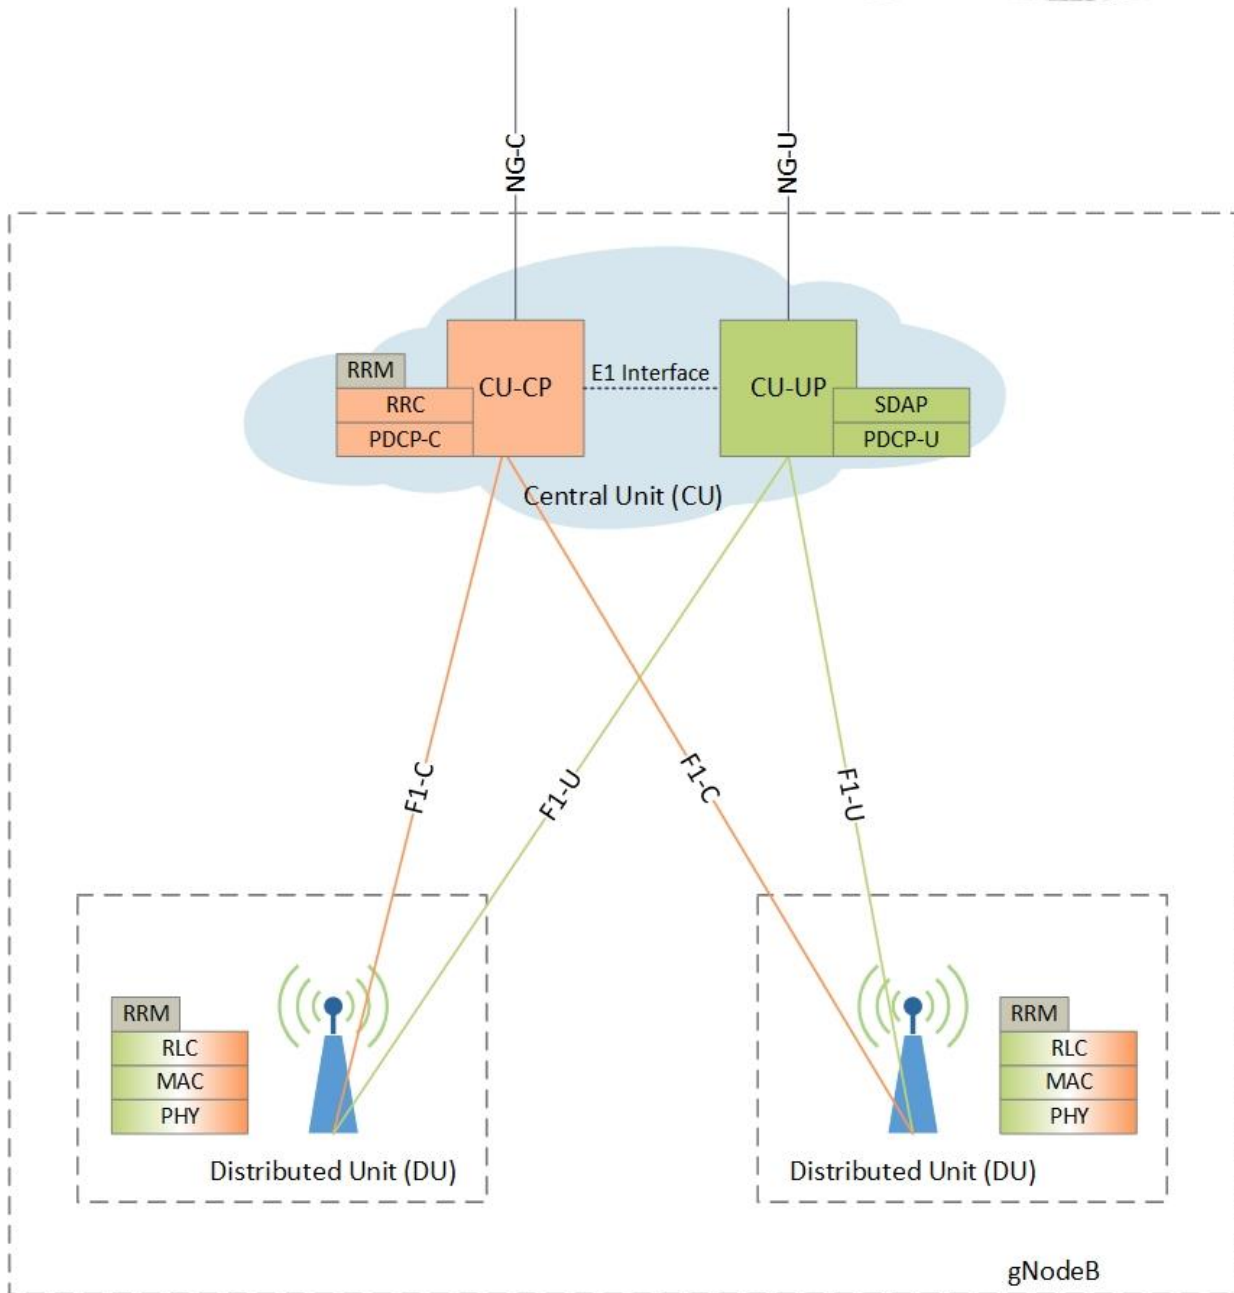 NG-C
NG-U
RRM
RRC
PDCP-C
CU-CP
E1 Interface
CU-UP
SDAP
PDCP-U
Central Unit (CU)
F1-C
F1-U
F1-C
F1-U
RRM
RLC
MAC
PHY
Distributed Unit (DU)
RRM
RLC
MAC
PHY
Distributed Unit (DU)
gNodeB